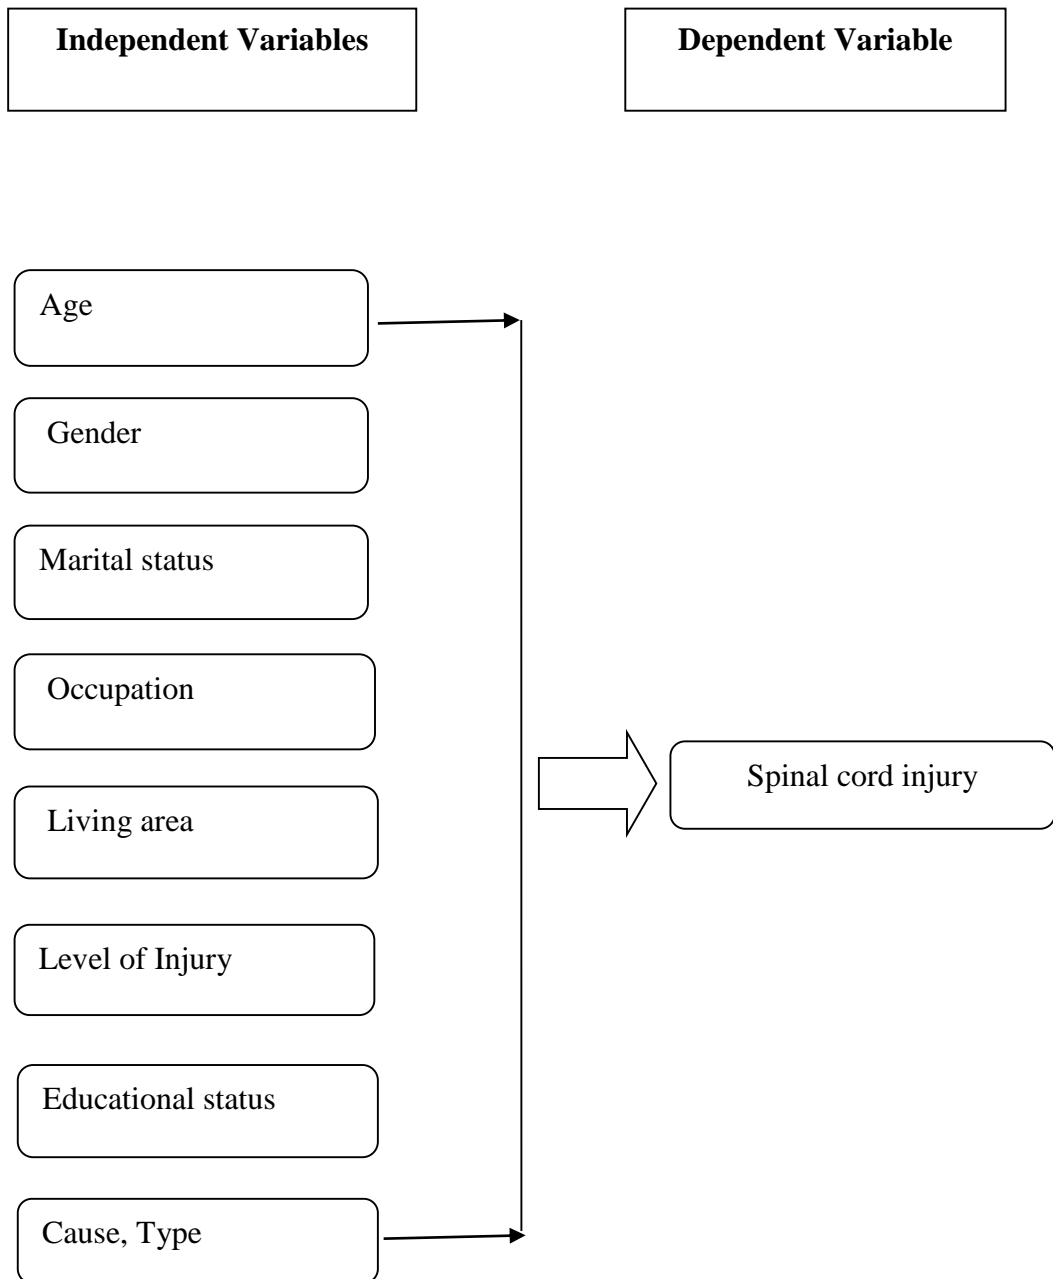 Independent Variables
Dependent Variable
Age
Gender
Marital status
Occupation
Living area
Spinal cord injury
Level of Injury
Educational status
Cause, Type